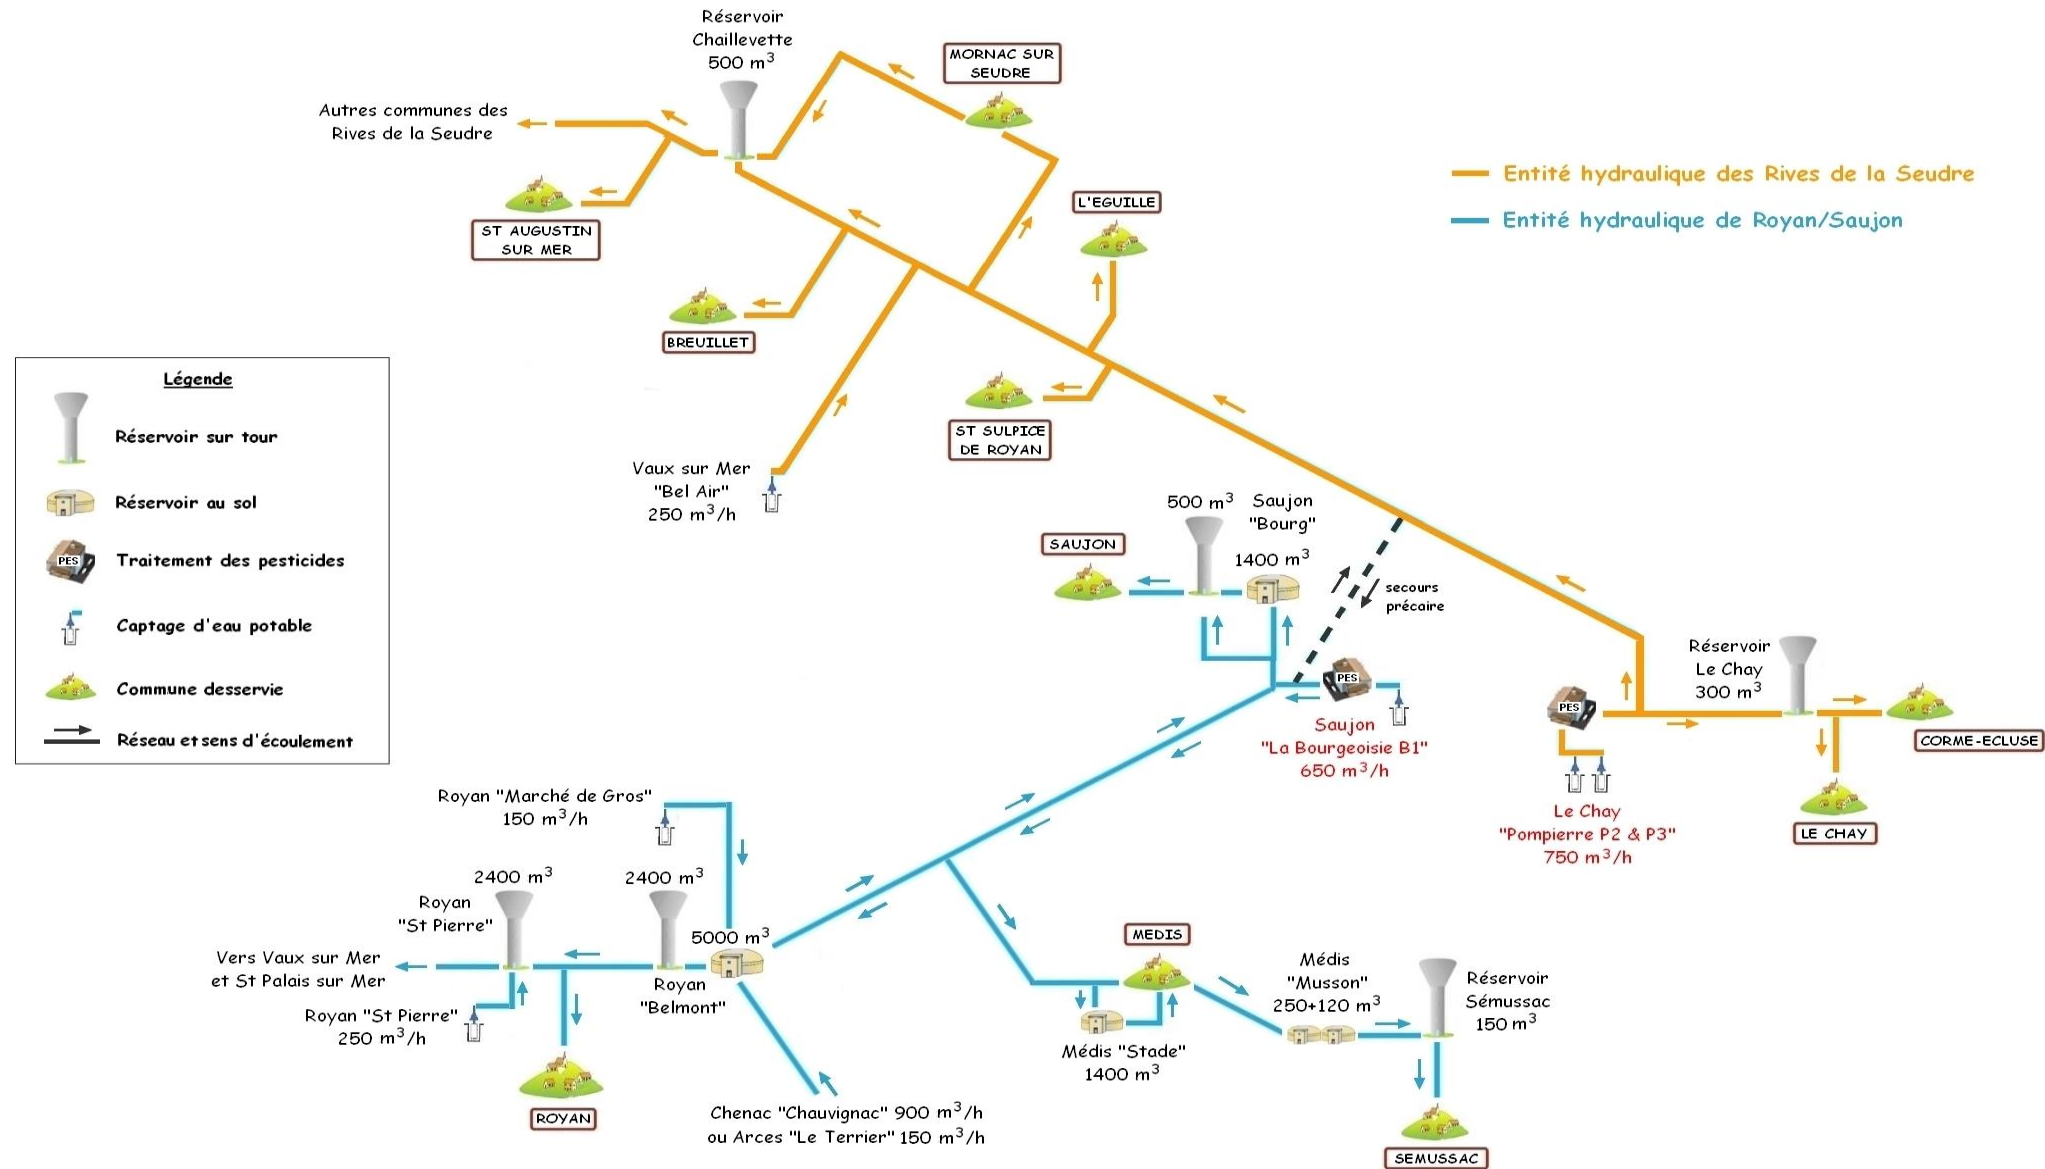 Réservoir
Chaillevette
500 m³
MORNAC SUR
SEUDRE
Autres communes des
Rives de la Seudre
ST AUGUSTIN
SUR MER
L'EGUILLE
Entité hydraulique des Rives de la Seudre
Entité hydraulique de Royan/Saujon
BREUILLET
ST SULPICE
DE ROYAN
Vaux sur Mer
"Bel Air"
250 m³/h
Légende
Réservoir sur tour
Réservoir au sol
PES
Traitement des pesticides
Captage d'eau potable
Commune desservie
Réseau et sens d'écoulement
500 m³
Saujon
"Bourg"
1400 m³
SAUJON
secours
précaire
PES
Saujon
"La Bourgeoisie B1"
650 m³/h
Réservoir
Le Chay
300 m³
PES
CORME-ECLUSE
Le Chay
"Pompierre P2 & P3"
750 m³/h
LE CHAY
Royan "Marché de Gros"
150 m³/h
2400 m³
2400 m³
Royan
"St Pierre"
5000 m³
Vers Vaux sur Mer
et St Palais sur Mer
Royan
"Belmont"
Royan "St Pierre"
250 m³/h
ROYAN
Chenac "Chauvignac" 900 m³/h
ou Arces "Le Terrier" 150 m³/h
MEDIS
Médis "Stade"
1400 m³
Médis
"Musson"
250+120 m³
Réservoir
Sémussac
150 m³
SEMUSSAC